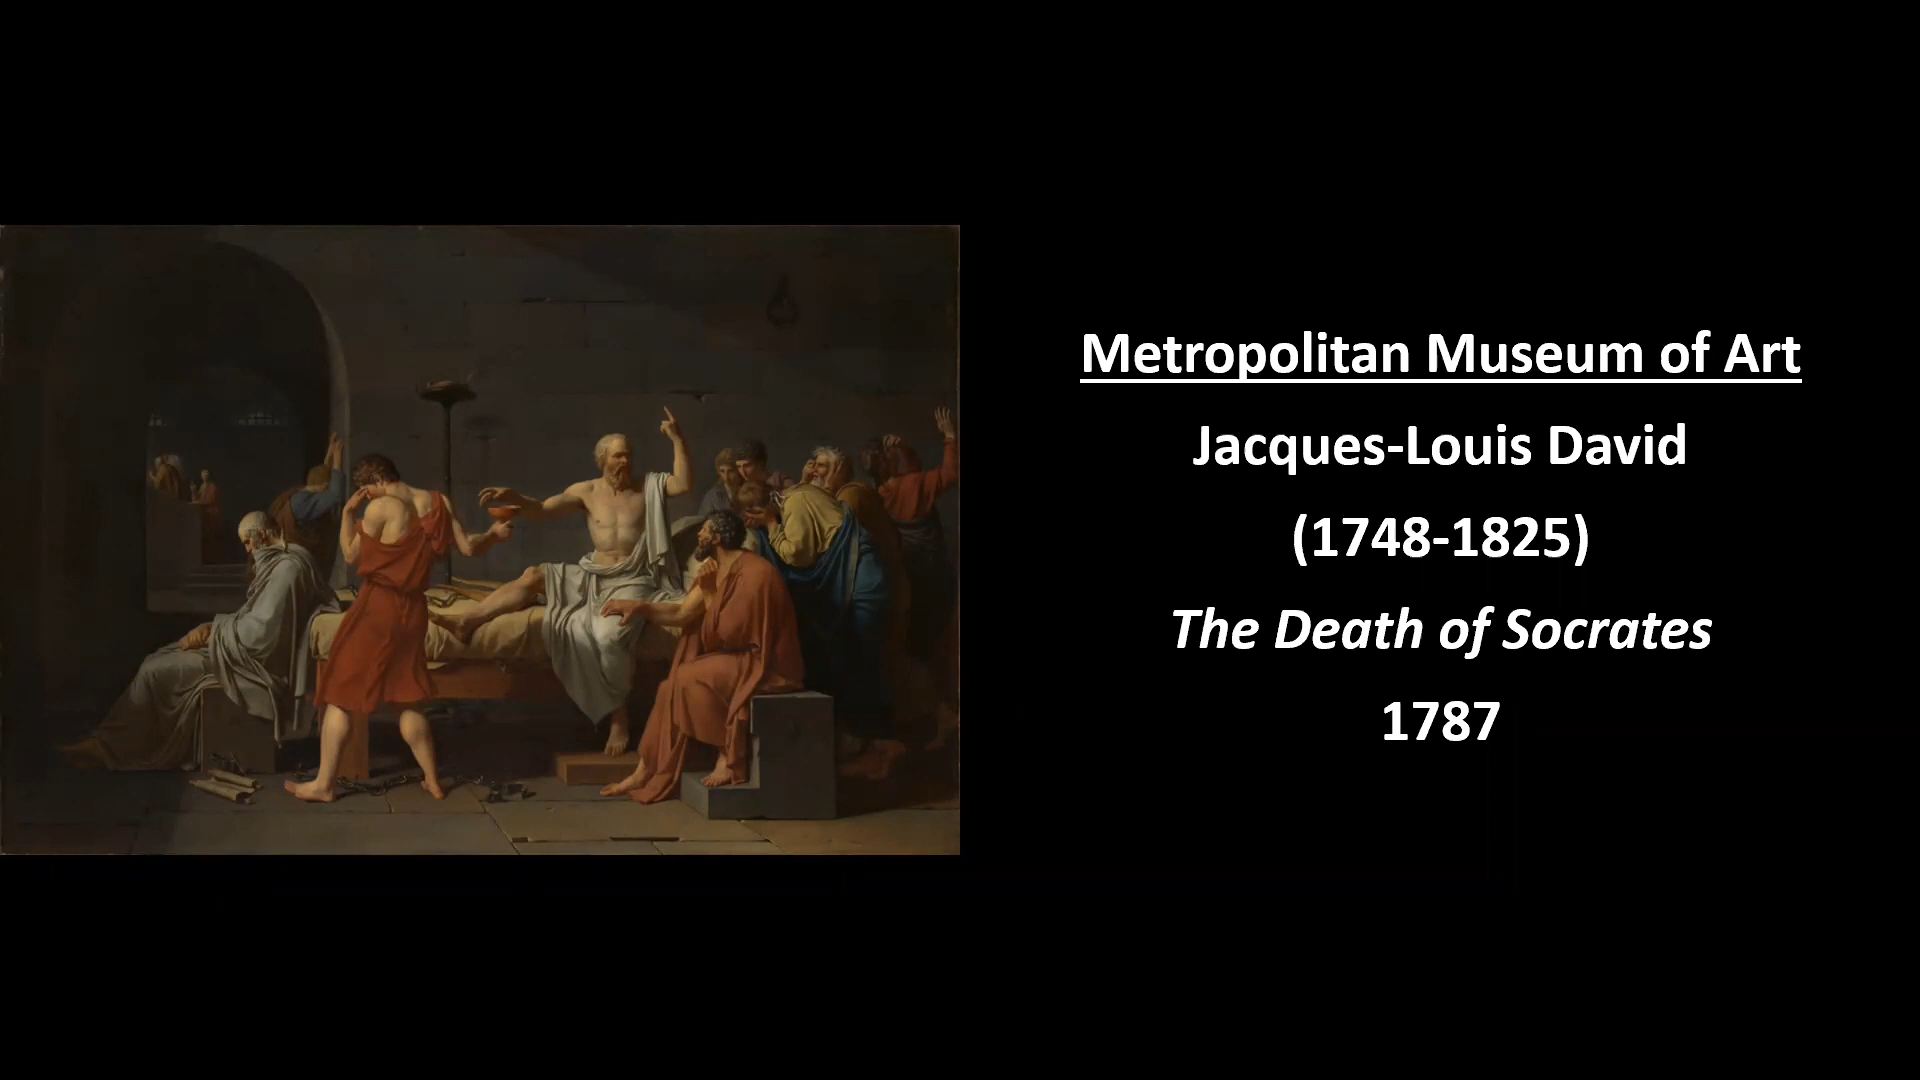 Metropolitan Museum of Art
Jacques-Louis David
(1748-1825)
The Death of Socrates
1787